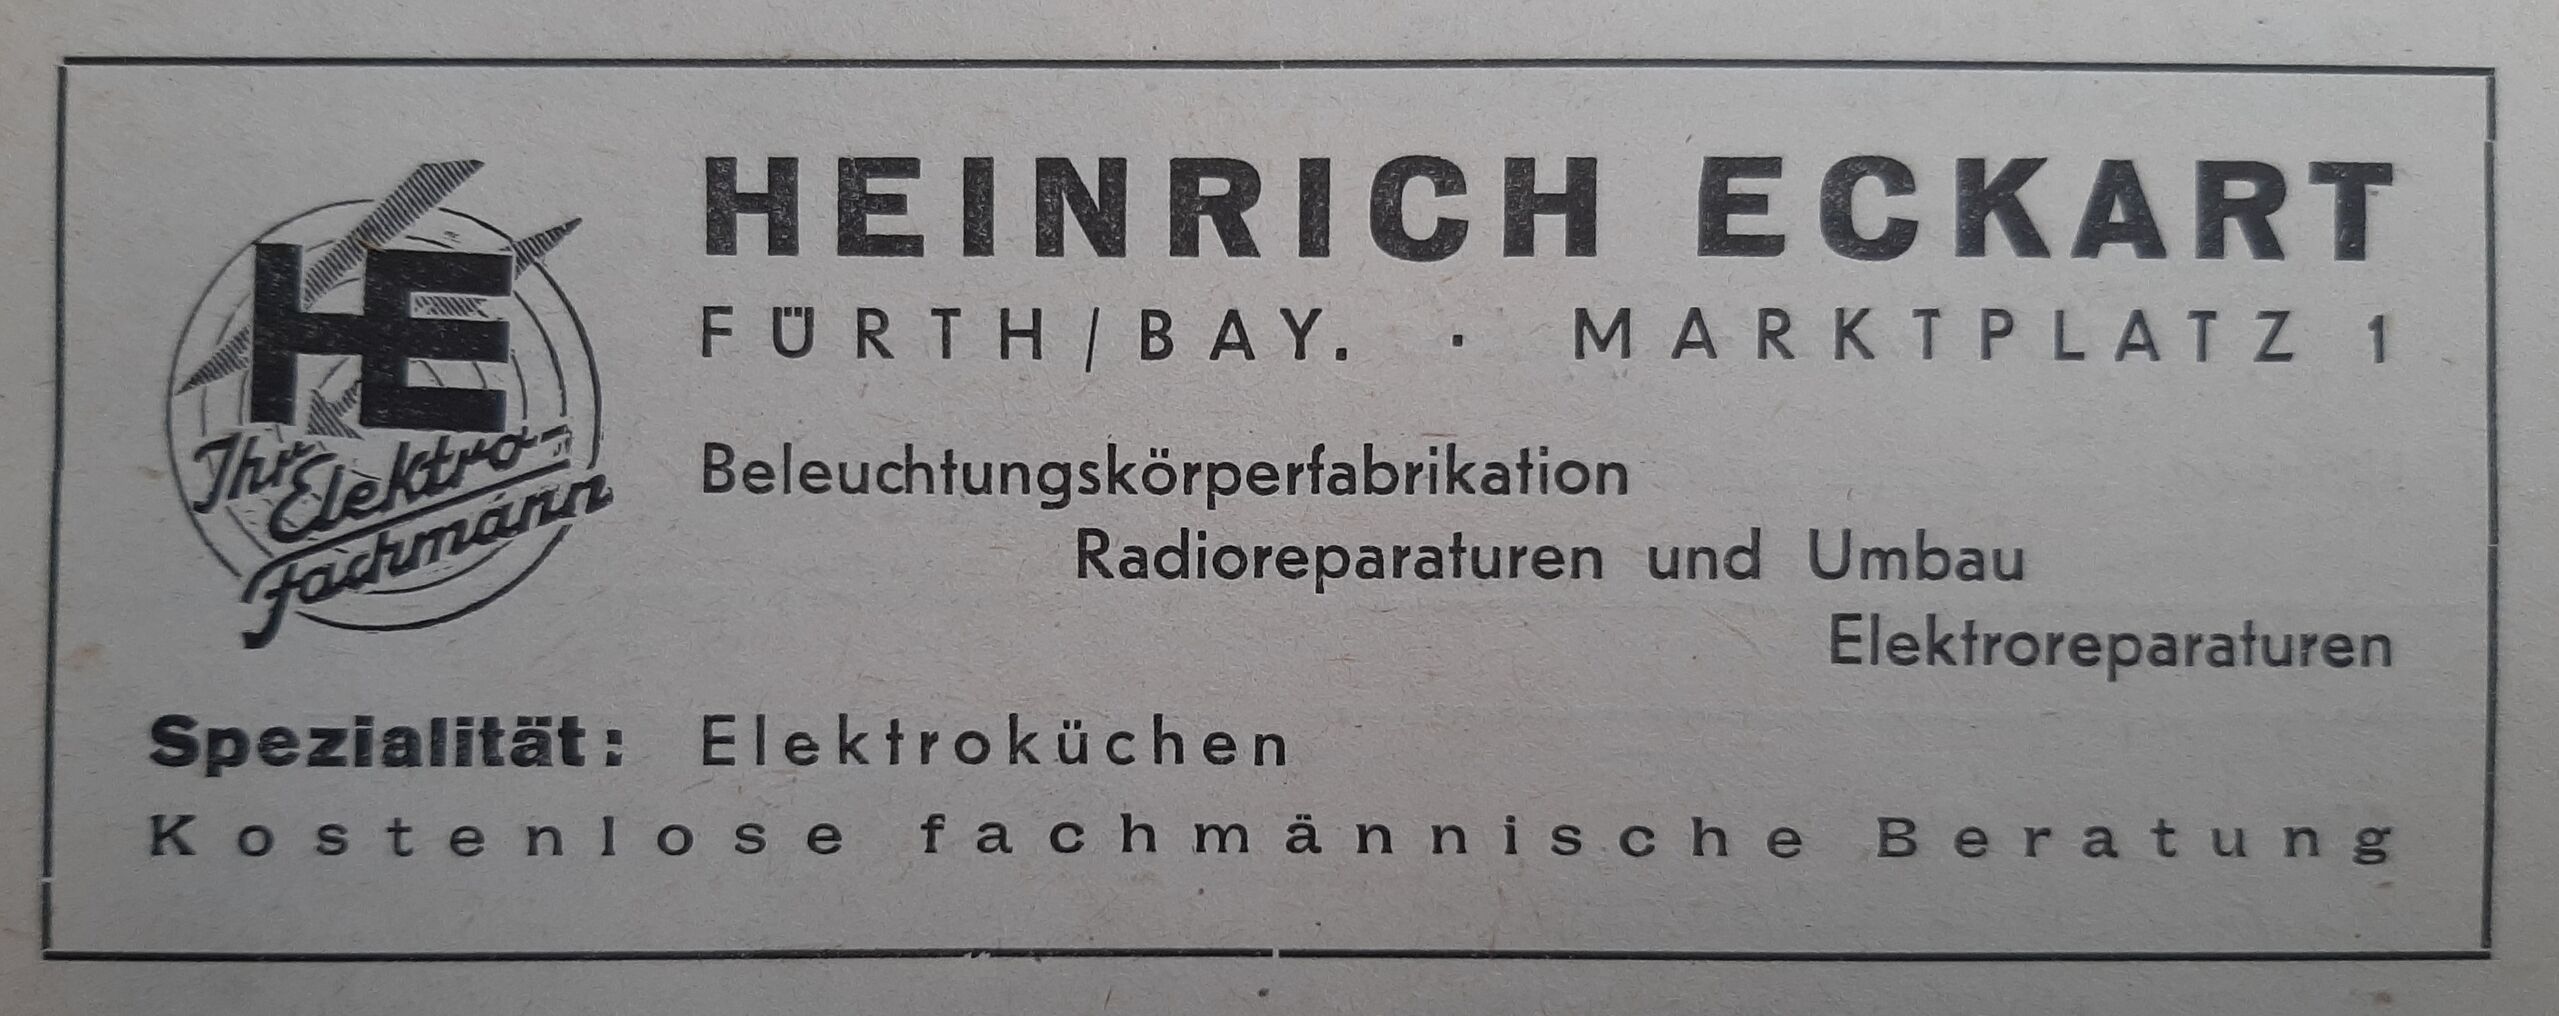 HE
Ihr Elektro-
Fachmann
HEINRICH ECKART
FÜRTH/BAY. · MARKTPLATZ 1
Beleuchtungskörperfabrikation
Radioreparaturen und Umbau
Elektroreparaturen
Spezialität: Elektroküchen
Kostenlose fachmännische Beratung